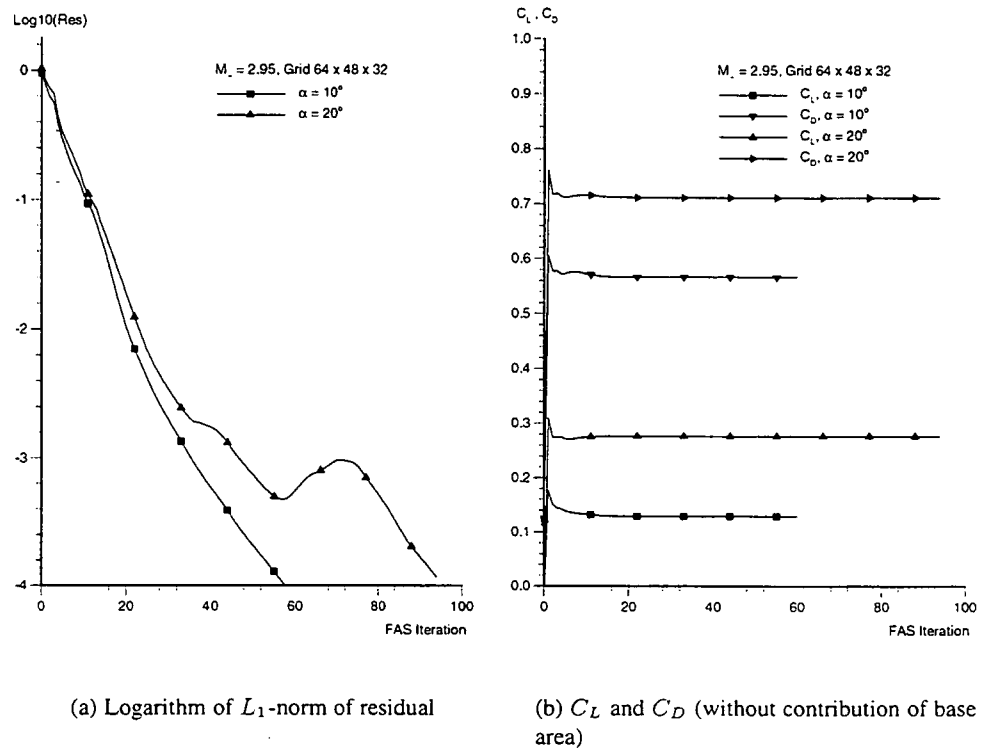 Log10(Res)
0
-1
-2
-3
-4
0
20
40
60
80
100
FAS Iteration
M_ = 2.95, Grid 64 x 48 x 32
α = 10°
α = 20°
C_L , C_D
1.0
0.9
0.8
0.7
0.6
0.5
0.4
0.3
0.2
0.1
0.0
0
20
40
60
80
100
FAS Iteration
M_ = 2.95, Grid 64 x 48 x 32
C_L, α = 10°
C_D, α = 10°
C_L, α = 20°
C_D, α = 20°
(a) Logarithm of L_1-norm of residual
(b) C_L and C_D (without contribution of base
area)